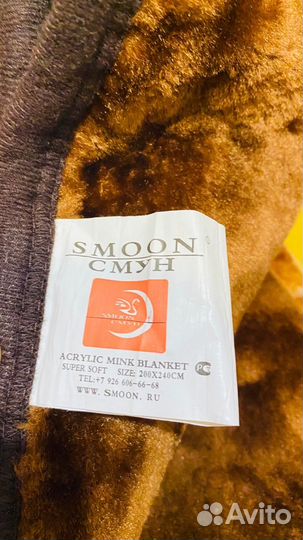 SMOON
СМУН
SMOON
СМУН
ACRYLIC MINK BLANKET
SUPER SOFT SIZE: 200X240CM
TEL:+7 926 606-66-68
WWW. SMOON. RU
Avito